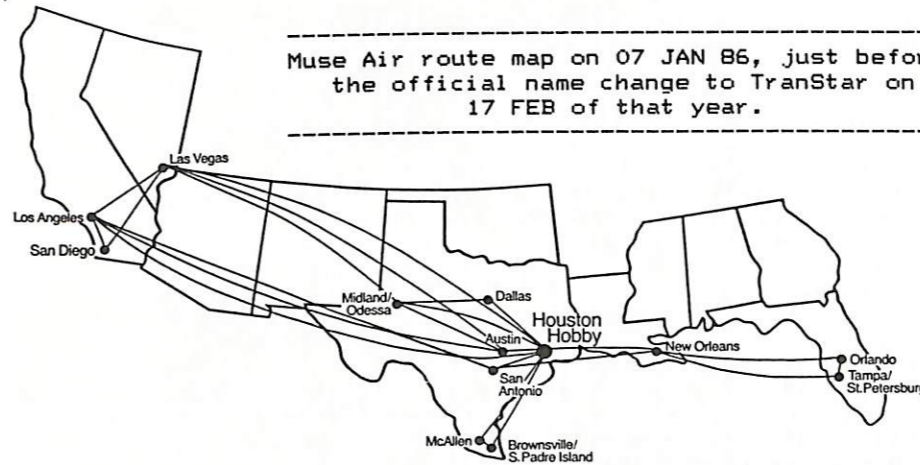 Muse Air route map on 07 JAN 86, just befor
the official name change to TranStar on
17 FEB of that year.
Las Vegas
Los Angeles
San Diego
Midland/
Odessa
Dallas
Houston
Hobby
Austin
New Orleans
San
Antonio
Orlando
Tampa/
St. Petersburg
McAllen
Brownsville/
S. Padre Island